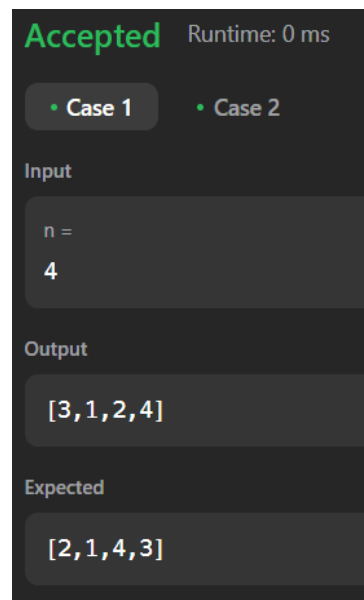 Accepted Runtime: 0 ms
• Case 1 • Case 2
Input
n =
4
Output
[3,1,2,4]
Expected
[2,1,4,3]